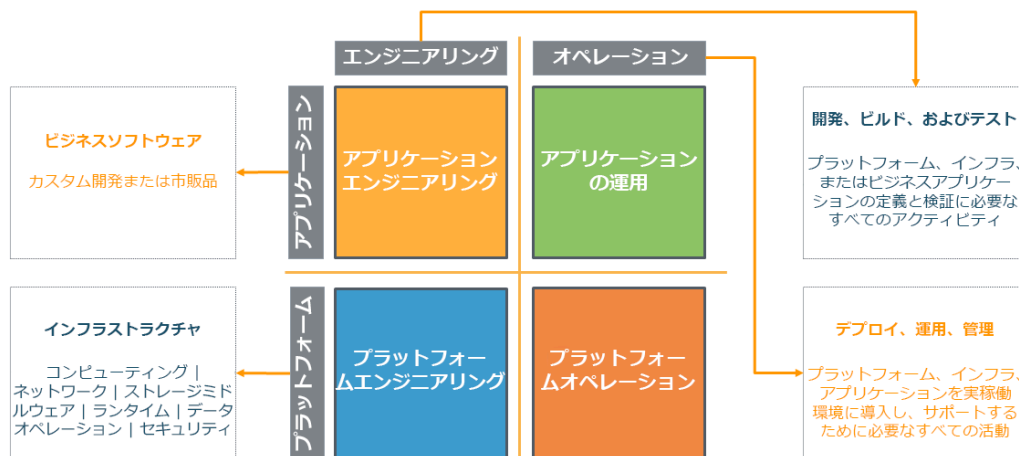 エンジニアリング
オペレーション
アプリケーション
プラットフォーム
ビジネスソフトウェア
カスタム開発または市販品
アプリケーション
エンジニアリング
アプリケーション
の運用
開発、ビルド、およびテスト
プラットフォーム、インフラ、
またはビジネスアプリケー
ションの定義と検証に必要な
すべてのアクティビティ
インフラストラクチャ
コンピューティング |
ネットワーク | ストレージミド
ルウェア | ランタイム | データ
オペレーション | セキュリティ
プラットフォー
ムエンジニアリング
プラットフォー
ムオペレーション
デプロイ、運用、管理
プラットフォーム、インフラ、
アプリケーションを実稼働
環境に導入し、サポートする
ために必要なすべての活動